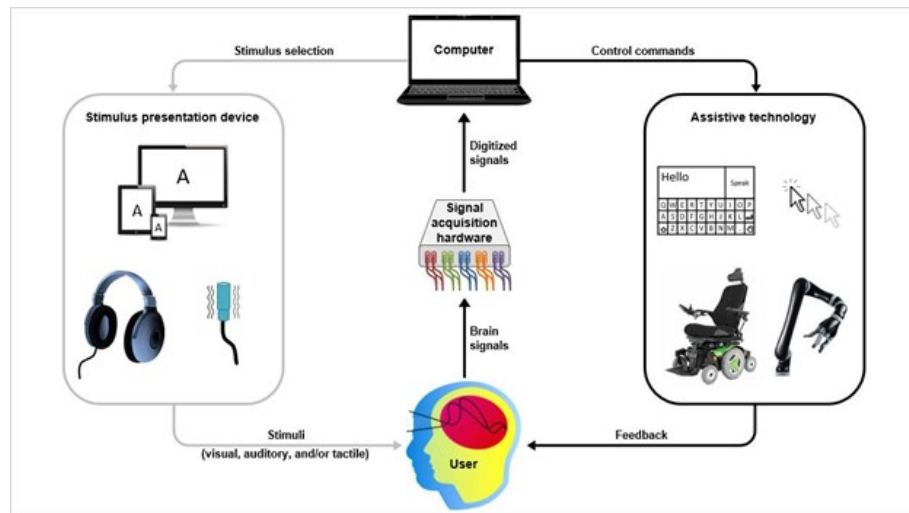 Stimulus selection
Computer
Control commands
Stimulus presentation device
A
A
A
Digitized
signals
Signal
acquisition
hardware
Brain
signals
Assistive technology
Hello
Speak
Q W E R T Y U I O P
A S D F G H J K L
Z X C V B N M
Stimuli
(visual, auditory, and/or tactile)
User
Feedback